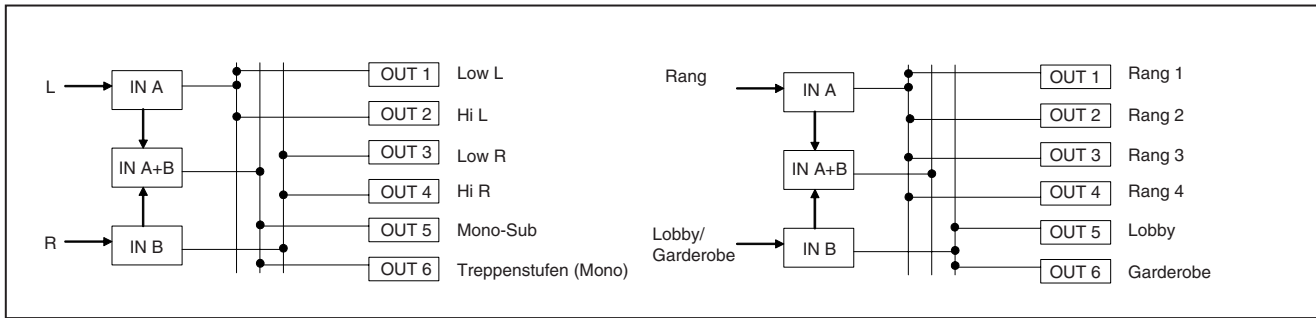 L
IN A
IN A+B
R
IN B
OUT 1 Low L
OUT 2 Hi L
OUT 3 Low R
OUT 4 Hi R
OUT 5 Mono-Sub
OUT 6 Treppenstufen (Mono)
Rang
IN A
IN A+B
Lobby/
Garderobe
IN B
OUT 1 Rang 1
OUT 2 Rang 2
OUT 3 Rang 3
OUT 4 Rang 4
OUT 5 Lobby
OUT 6 Garderobe